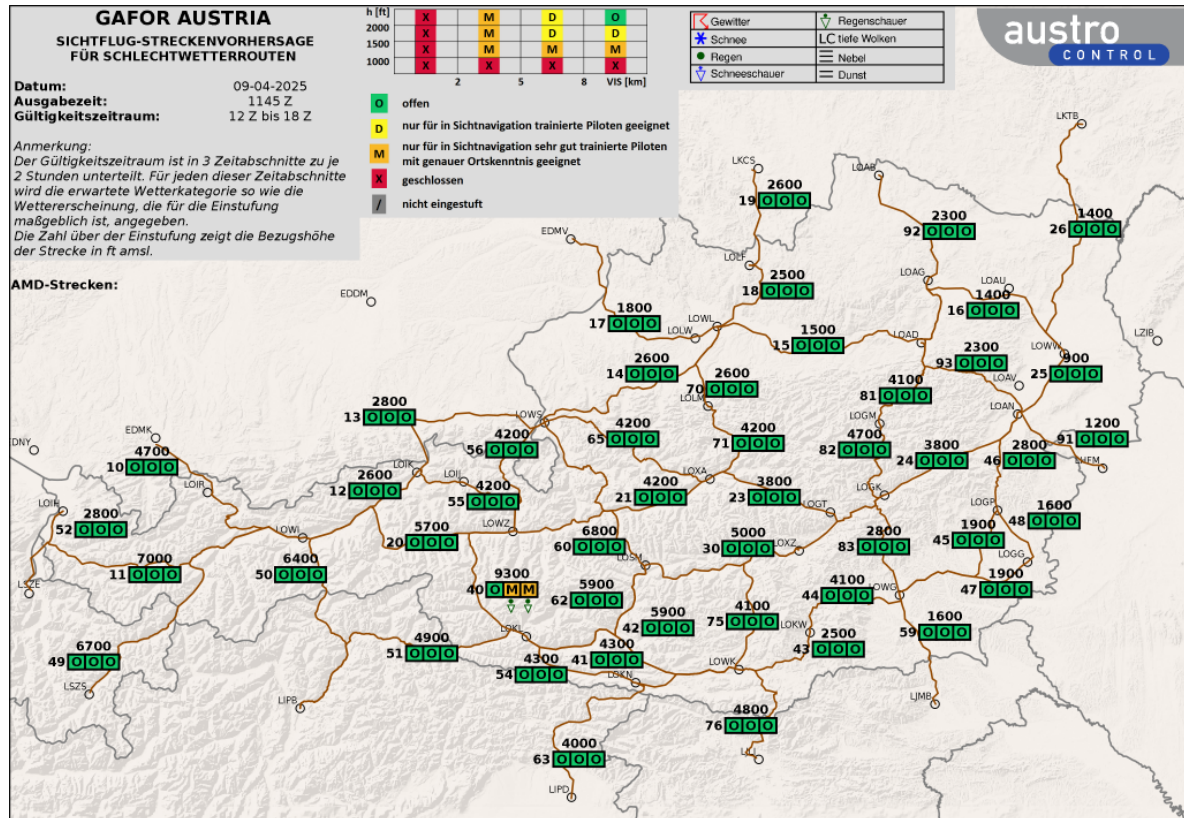 GAFOR AUSTRIA
SICHTFLUG-STRECKENVORHERSAGE
FÜR SCHLECHTWETTERROUTEN
Datum: 09-04-2025
Ausgabezeit: 1145 Z
Gültigkeitszeitraum: 12 Z bis 18 Z
Anmerkung:
Der Gültigkeitszeitraum ist in 3 Zeitabschnitte zu je
2 Stunden unterteilt. Für jeden dieser Zeitabschnitte
wird die erwartete Wetterkategorie so wie die
Wettererscheinung, die für die Einstufung
maßgeblich ist, angegeben.
Die Zahl über der Einstufung zeigt die Bezugshöhe
der Strecke in ft amsl.
AMD-Strecken:
h [ft]
X M D O
2000
X M D D
1500
X M M M
1000
X X X X
2 5 8 VIS [km]
O offen
D nur für in Sichtnavigation trainierte Piloten geeignet
M nur für in Sichtnavigation sehr gut trainierte Piloten
mit genauer Ortskenntnis geeignet
X geschlossen
/ nicht eingestuft
Gewitter Regenschauer
Schnee LC tiefe Wolken
Regen Nebel
Schneeschauer Dunst
austro
CONTROL
LKTB
LKCS
LOAB
2600
19 O O O
2300
92 O O O
1400
26 O O O
EDMV
LOLF
2500
18 O O O
LOAG
LOAU
1400
16 O O O
EDDM
1800
17 O O O
LOWL
LOLW
1500
15 O O O
LOAD
LZIB
LOWW
2300
93 O O O
900
25 O O O
LOAV
2600
14 O O O
2600
70 O O O
LOLM
4100
81 O O O
2800
13 O O O
LOWS
LOGM
LOAN
DNY
EDMK
4700
10 O O O
4200
56 O O O
4200
65 O O O
4200
71 O O O
4700
82 O O O
3800
24 O O O
2800
46 O O O
1200
91 O O O
LHFM
LOIK
LOIJ
LOXA
2600
12 O O O
4200
55 O O O
4200
21 O O O
3800
23 O O O
LOGK
LOIR
LOIH
LOGT
LOGP
2800
52 O O O
1600
48 O O O
LOWI
LOWZ
5700
20 O O O
6800
60 O O O
5000
30 O O O
LOXZ
2800
83 O O O
1900
45 O O O
LOGG
7000
11 O O O
6400
50 O O O
LOSM
LSZE
9300
40 O M M
5900
62 O O O
4100
44 O O O
LOWG
1900
47 O O O
5900
42 O O O
4100
75 O O O
LOKW
1600
59 O O O
LOKL
6700
49 O O O
4900
51 O O O
4300
54 O O O
4300
41 O O O
2500
43 O O O
LOKN
LOWK
LSZS
LIPB
LJMB
4800
76 O O O
LJLJ
4000
63 O O O
LIPD